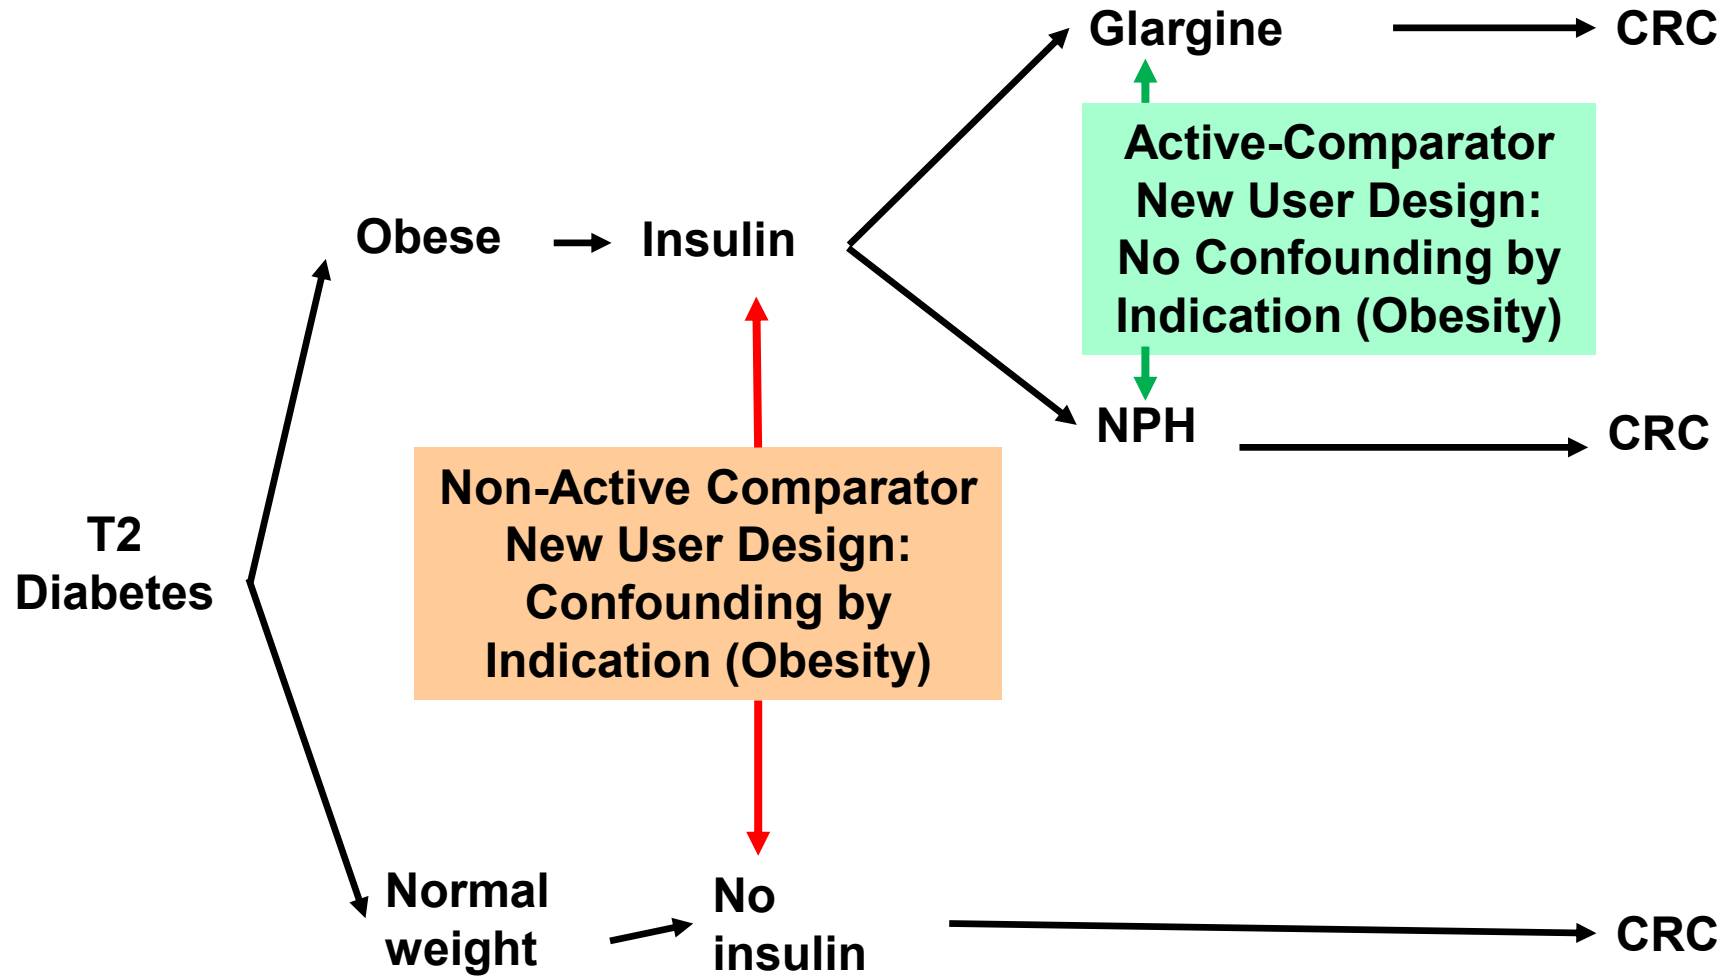 Glargine
CRC
Active-Comparator
New User Design:
No Confounding by
Indication (Obesity)
Obese
Insulin
NPH
CRC
Non-Active Comparator
New User Design:
Confounding by
Indication (Obesity)
T2
Diabetes
Normal
weight
No
insulin
CRC